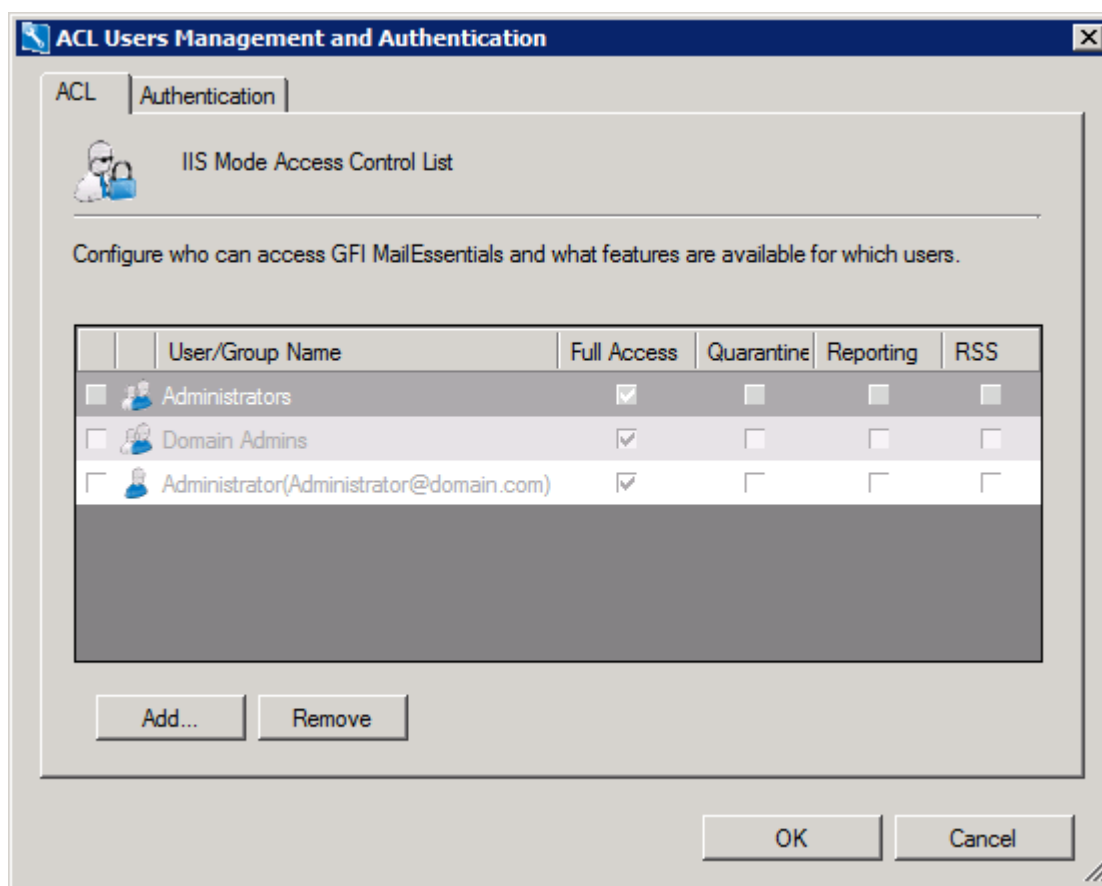 ACL Users Management and Authentication
ACL Authentication
IIS Mode Access Control List
Configure who can access GFI MailEssentials and what features are available for which users.
User/Group Name Full Access Quarantine Reporting RSS
Administrators
Domain Admins
Administrator(Administrator@domain.com)
Add... Remove
OK Cancel